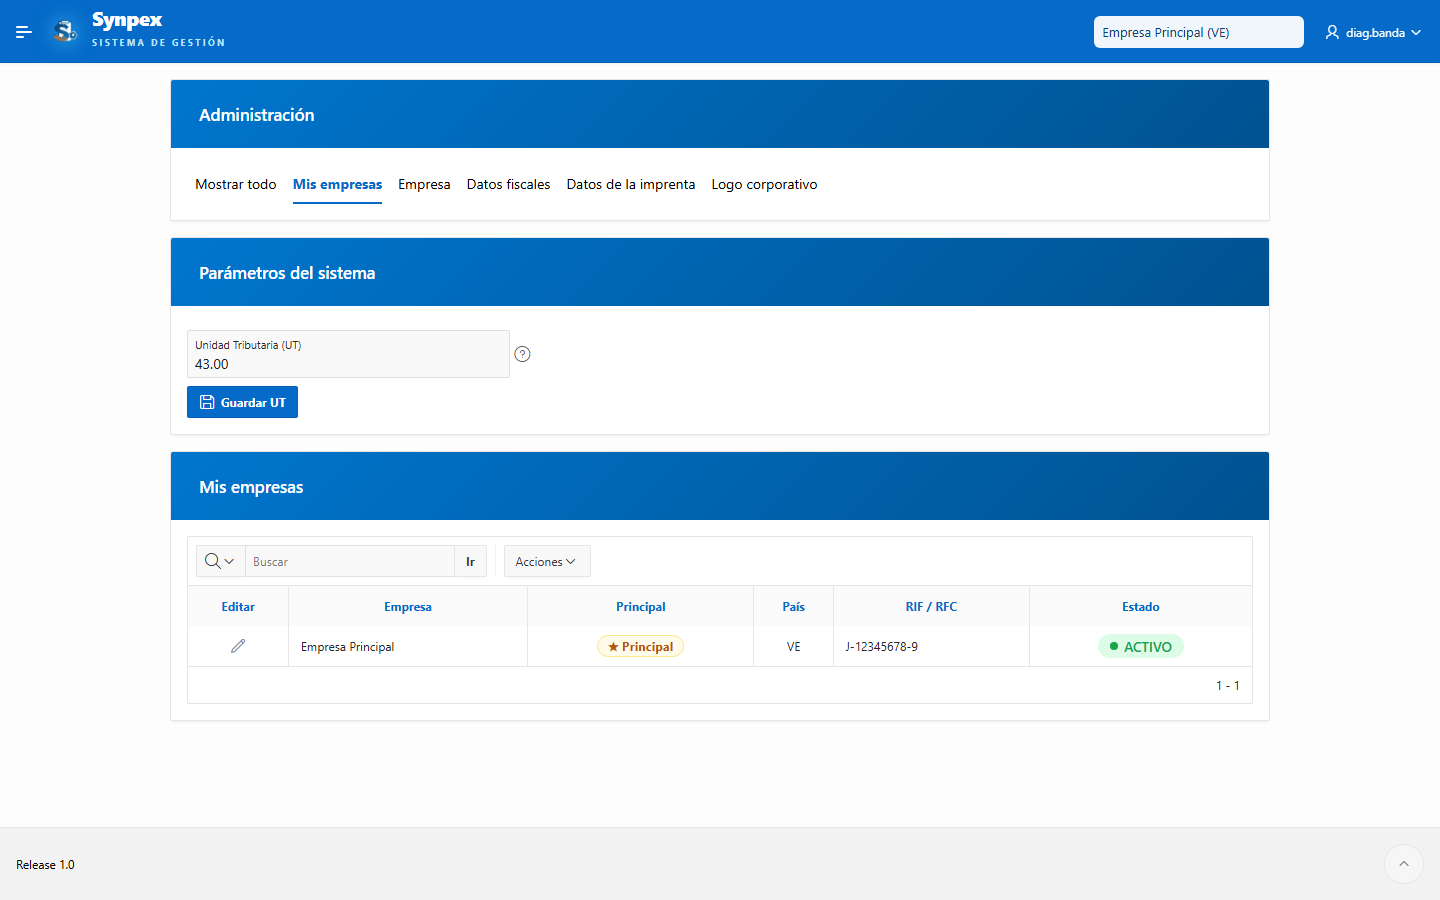 Synpex
SISTEMA DE GESTIÓN
Empresa Principal (VE)
diag.banda
Administración
Mostrar todo
Mis empresas
Empresa
Datos fiscales
Datos de la imprenta
Logo corporativo
Parámetros del sistema
Unidad Tributaria (UT)
43.00
?
Guardar UT
Mis empresas
Buscar
Ir
Acciones
Editar
Empresa
Principal
País
RIF / RFC
Estado
Empresa Principal
★ Principal
VE
J-12345678-9
ACTIVO
1 - 1
Release 1.0